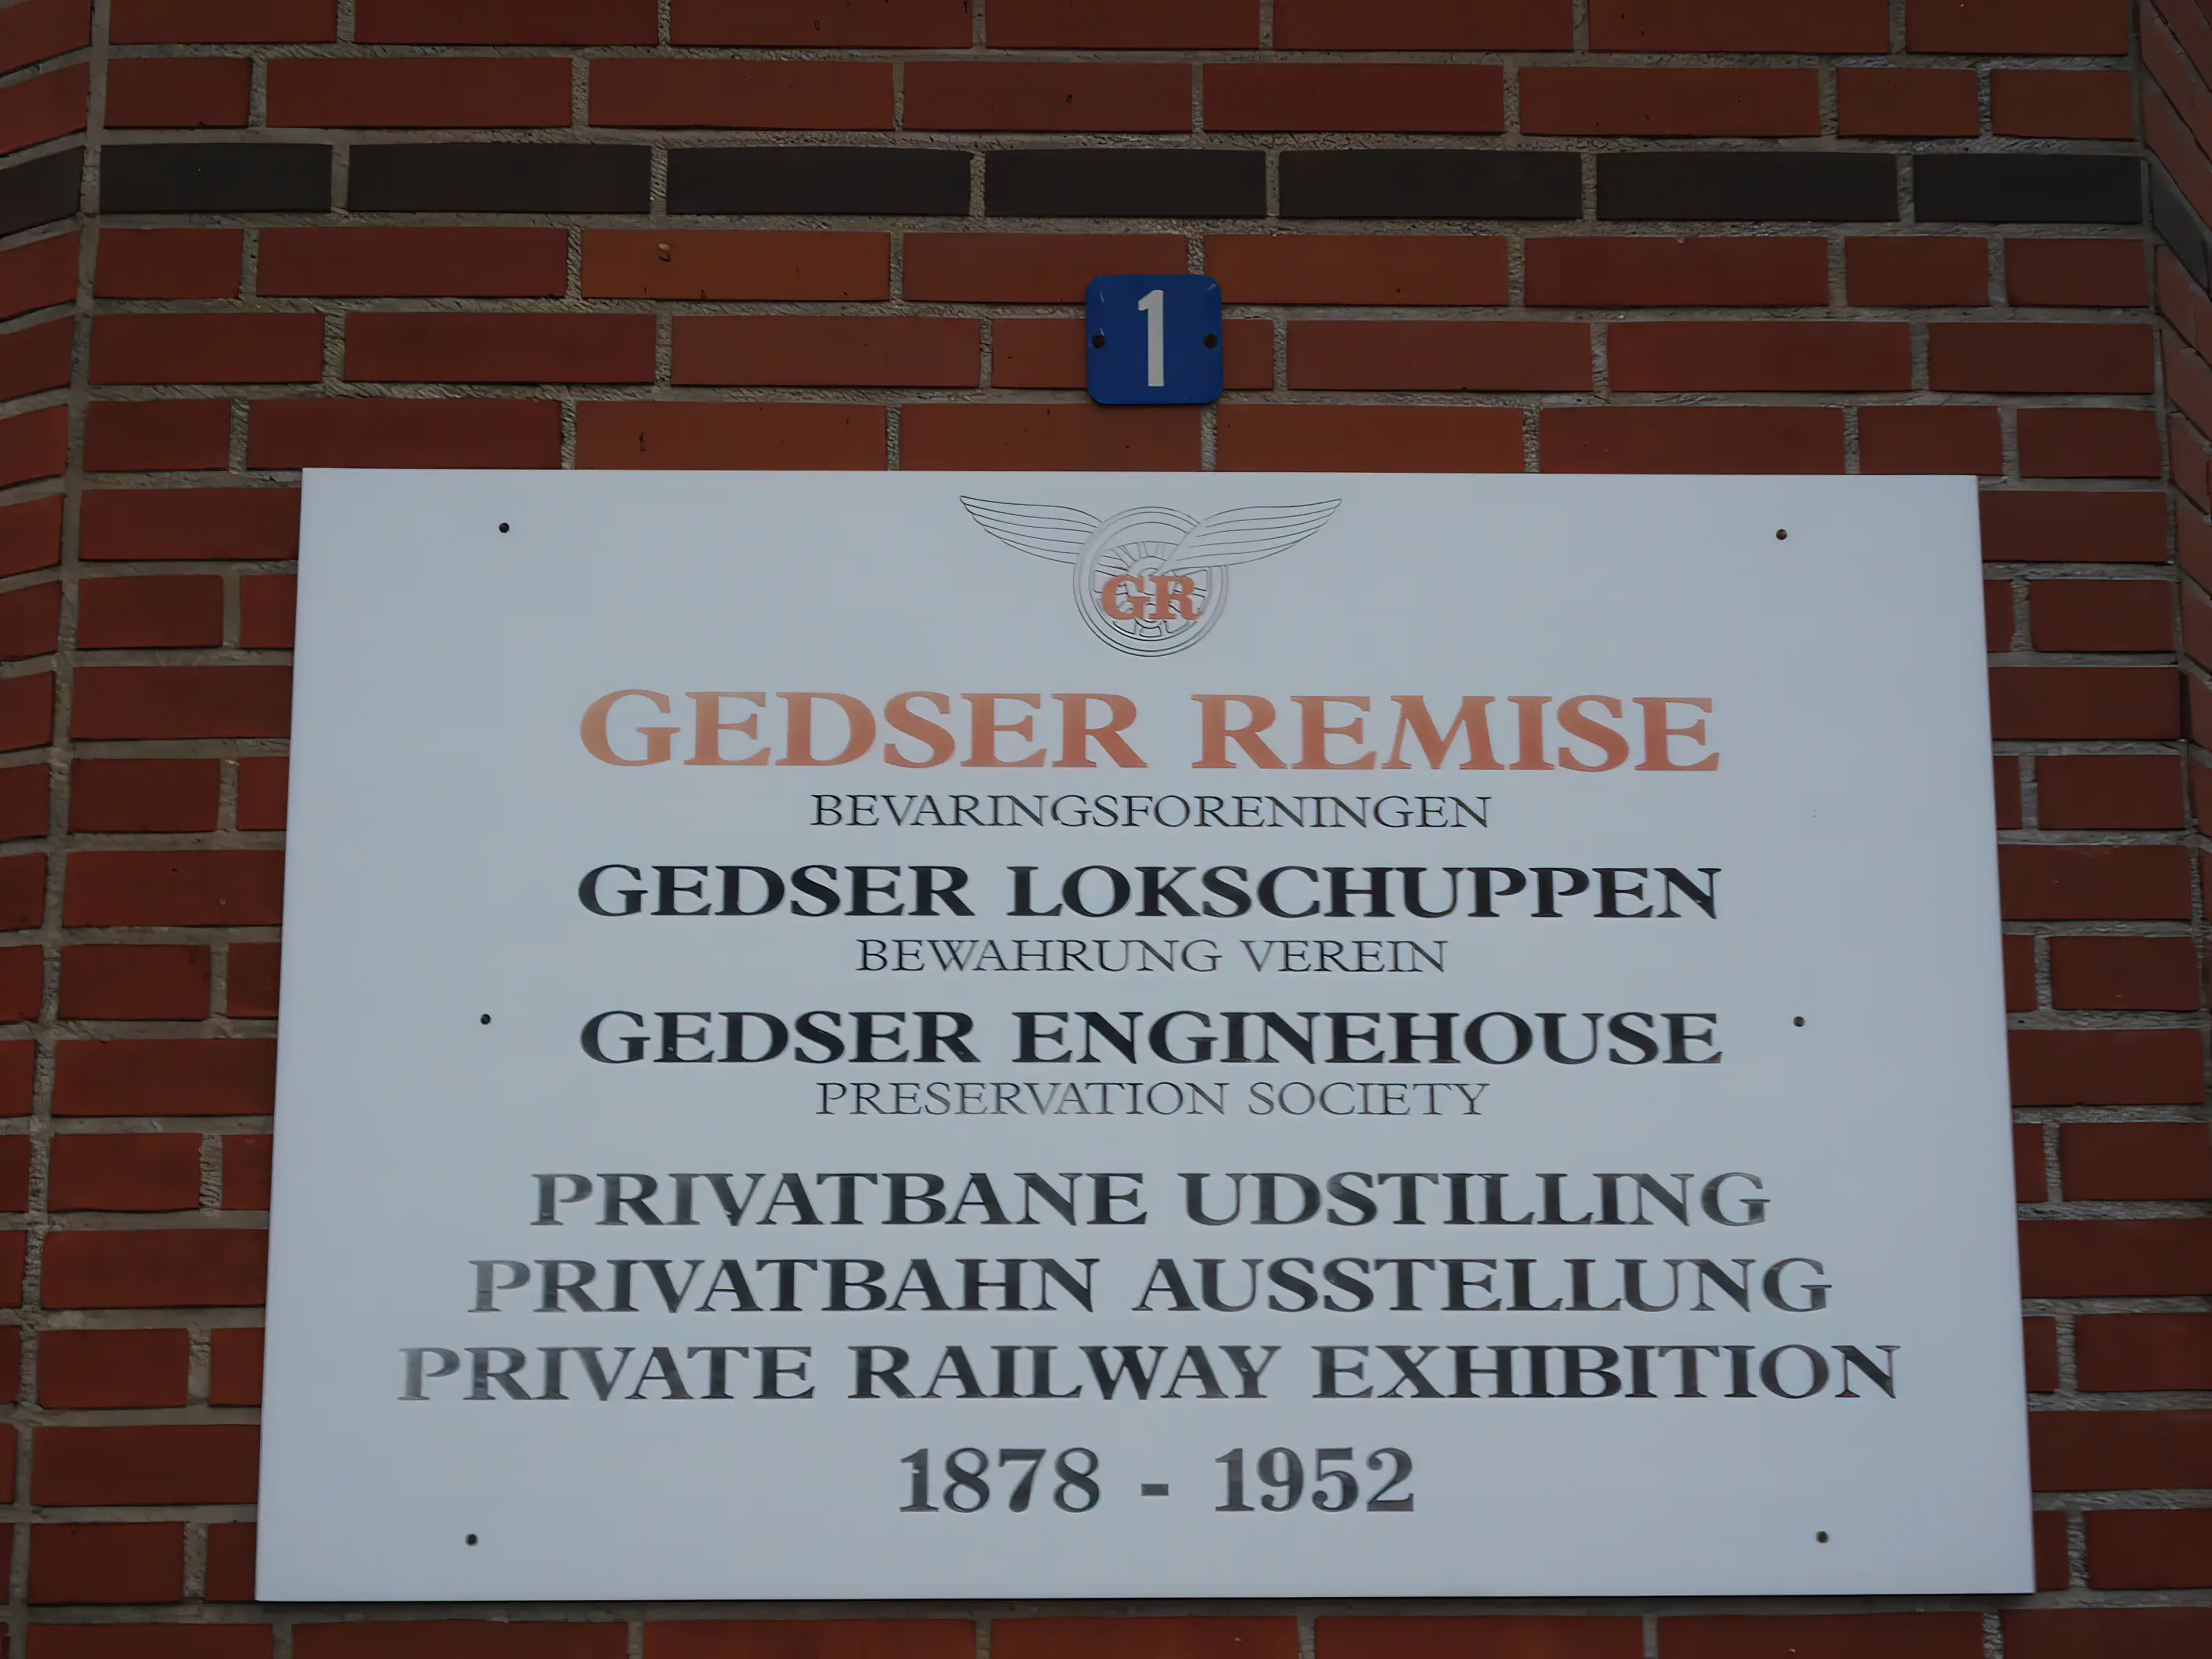 1
GR
GEDSER REMISE
BEVARINGSFORENINGEN
GEDSER LOKSCHUPPEN
BEWAHRUNG VEREIN
GEDSER ENGINEHOUSE
PRESERVATION SOCIETY
PRIVATBANE UDSTILLING
PRIVATBAHN AUSSTELLUNG
PRIVATE RAILWAY EXHIBITION
1878 - 1952